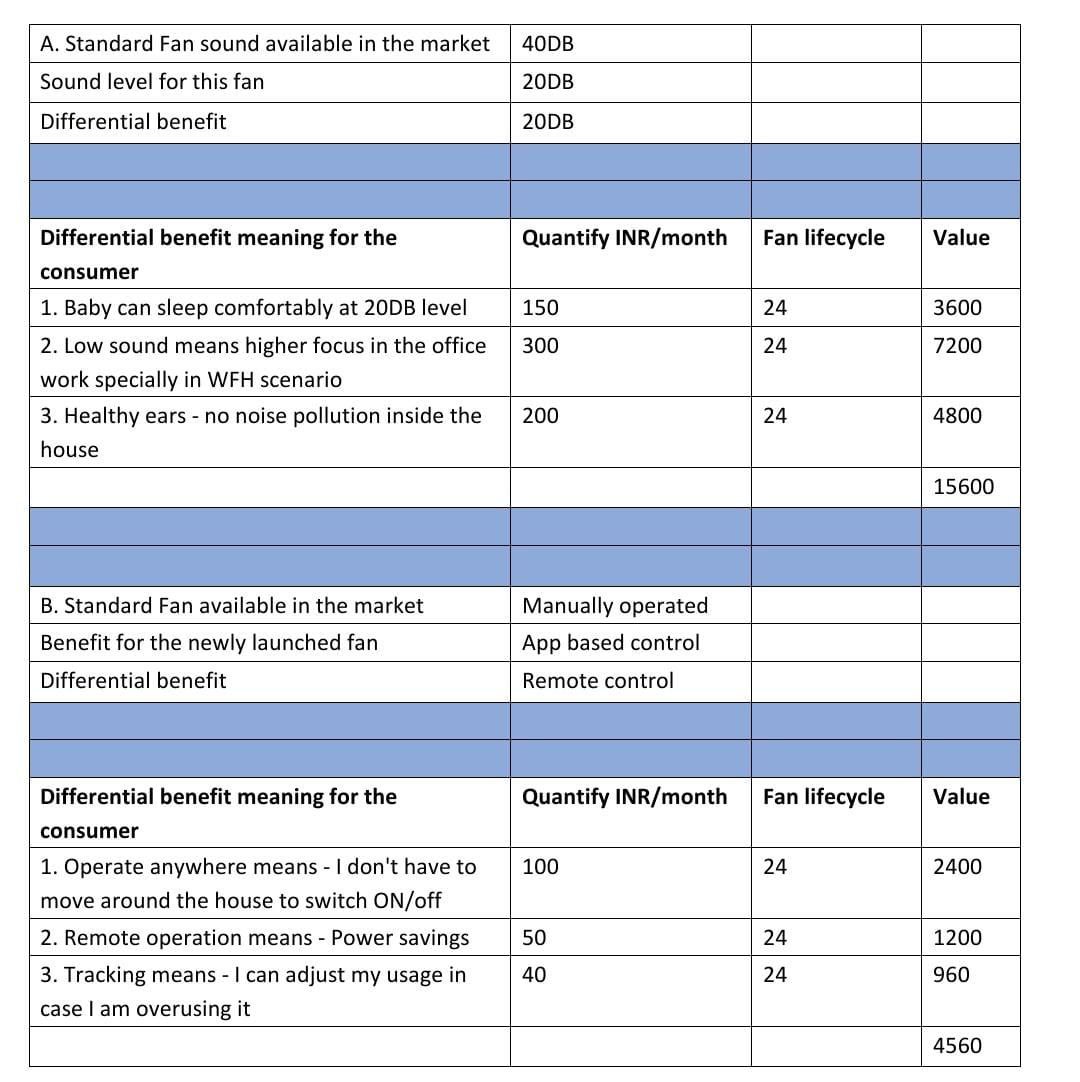 A. Standard Fan sound available in the market 40DB
Sound level for this fan 20DB
Differential benefit 20DB
Differential benefit meaning for the Quantify INR/month Fan lifecycle Value
consumer
1. Baby can sleep comfortably at 20DB level 150 24 3600
2. Low sound means higher focus in the office 300 24 7200
work specially in WFH scenario
3. Healthy ears - no noise pollution inside the 200 24 4800
house
15600
B. Standard Fan available in the market Manually operated
Benefit for the newly launched fan App based control
Differential benefit Remote control
Differential benefit meaning for the Quantify INR/month Fan lifecycle Value
consumer
1. Operate anywhere means - I don't have to 100 24 2400
move around the house to switch ON/off
2. Remote operation means - Power savings 50 24 1200
3. Tracking means - I can adjust my usage in 40 24 960
case I am overusing it
4560